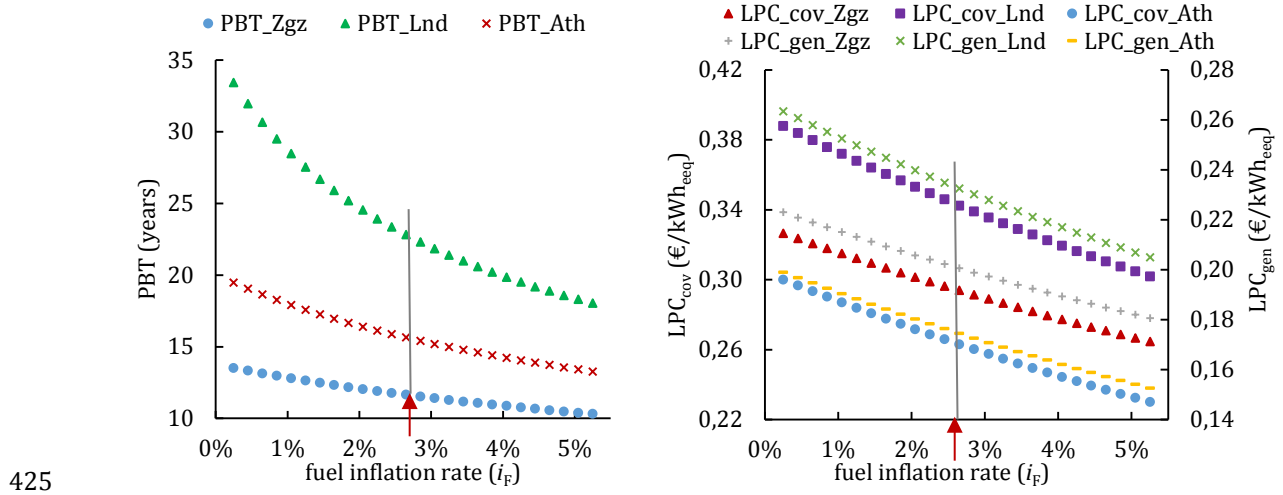 PBT_Zgz PBT_Lnd PBT_Ath
35
30
25
20
15
10
PBT (years)
0% 1% 2% 3% 4% 5%
fuel inflation rate (iF)
LPC_cov_Zgz LPC_cov_Lnd LPC_cov_Ath
LPC_gen_Zgz LPC_gen_Lnd LPC_gen_Ath
0,42
0,38
0,34
0,30
0,26
0,22
LPCcov (€/kWheeq)
0,28
0,26
0,24
0,22
0,20
0,18
0,16
0,14
LPCgen (€/kWheeq)
0% 1% 2% 3% 4% 5%
fuel inflation rate (iF)
425